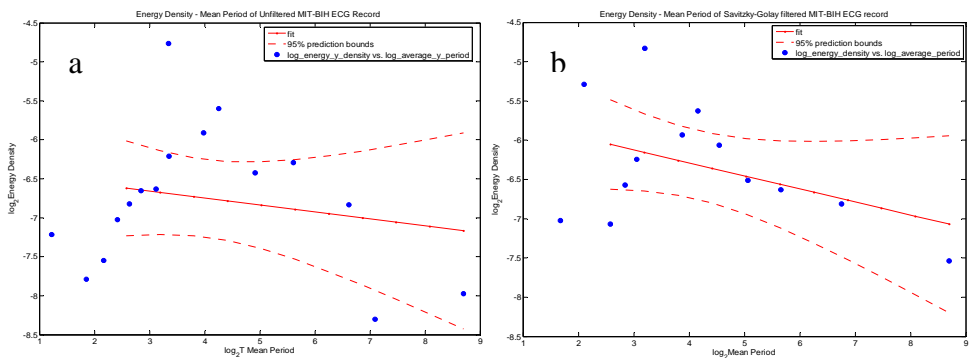 Energy Density - Mean Period of Unfiltered MIT-BIH ECG Record
a
fit
95% prediction bounds
log_energy_y_density vs. log_average_y_period
log2Energy Density
-4.5
-5
-5.5
-6
-6.5
-7
-7.5
-8
-8.5
1 2 3 4 5 6 7 8 9
log2T Mean Period
Energy Density - Mean Period of Savitzky-Golay filtered MIT-BIH ECG record
b
fit
95% prediction bounds
log_energy_density vs. log_average_period
log2Energy Density
-4.5
-5
-5.5
-6
-6.5
-7
-7.5
-8
-8.5
1 2 3 4 5 6 7 8 9
log2Mean Period